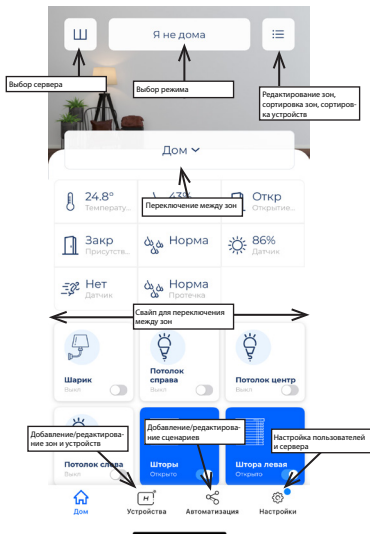 Ш
Я не дома
Выбор сервера
Выбор режима
Редактирование зон,
сортировка зон, сортиров-
ка устройств
Дом
24.8°
Температу...
43%
Откр
Открытие...
Переключение между зон
Закр
Присутств...
Норма
86%
Датчик
Нет
Датчик
Норма
Протечка
Свайп для переключения
между зон
Шарик
Выкл
Потолок
справа
Выкл
Потолок центр
Выкл
Добавление/редактирова-
ние зон и устройств
Добавление/редактирова-
ние сценариев
Настройка пользователей
и сервера
Потолок слева
Выкл
Шторы
Открыто
Штора левая
Открыто
Дом
Устройства
Автоматизация
Настройки